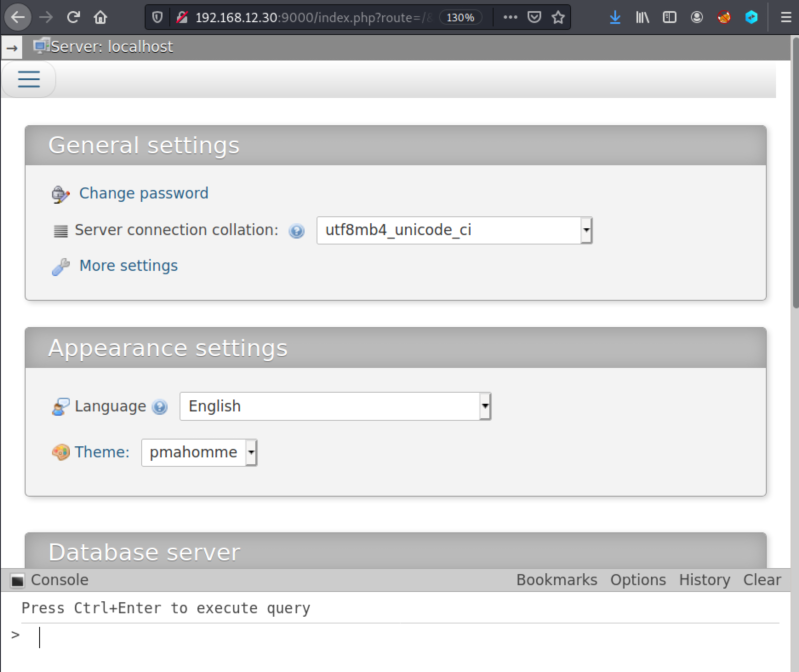 192.168.12.30:9000/index.php?route=/
130%
Server: localhost
General settings
Change password
Server connection collation: utf8mb4_unicode_ci
More settings
Appearance settings
Language English
Theme: pmahomme
Database server
Console Bookmarks Options History Clear
Press Ctrl+Enter to execute query
>